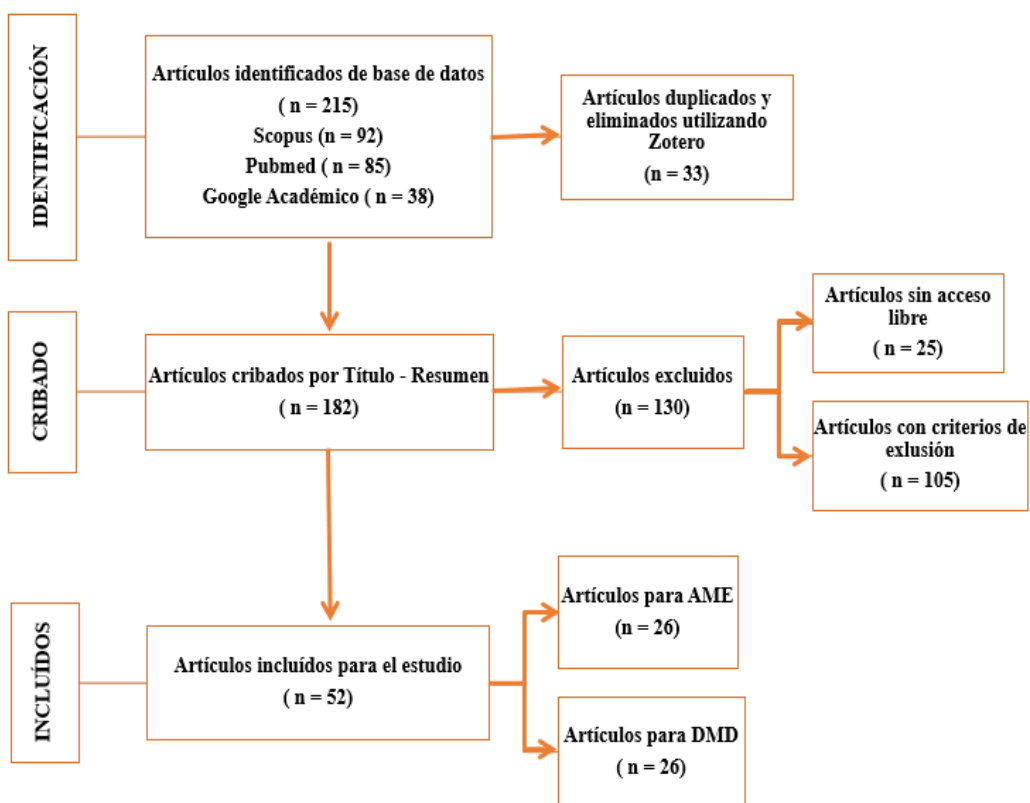 IDENTIFICACIÓN
Artículos identificados de base de datos
( n = 215)
Scopus (n = 92)
Pubmed ( n = 85)
Google Académico ( n = 38)
Artículos duplicados y
eliminados utilizando
Zotero
(n = 33)
CRIBADO
Artículos cribados por Título - Resumen
( n = 182)
Artículos excluidos
(n = 130)
Artículos sin acceso
libre
( n = 25)
Artículos con criterios de
exlusión
( n = 105)
INCLUÍDOS
Artículos incluídos para el estudio
( n = 52)
Artículos para AME
(n = 26)
Artículos para DMD
( n = 26)